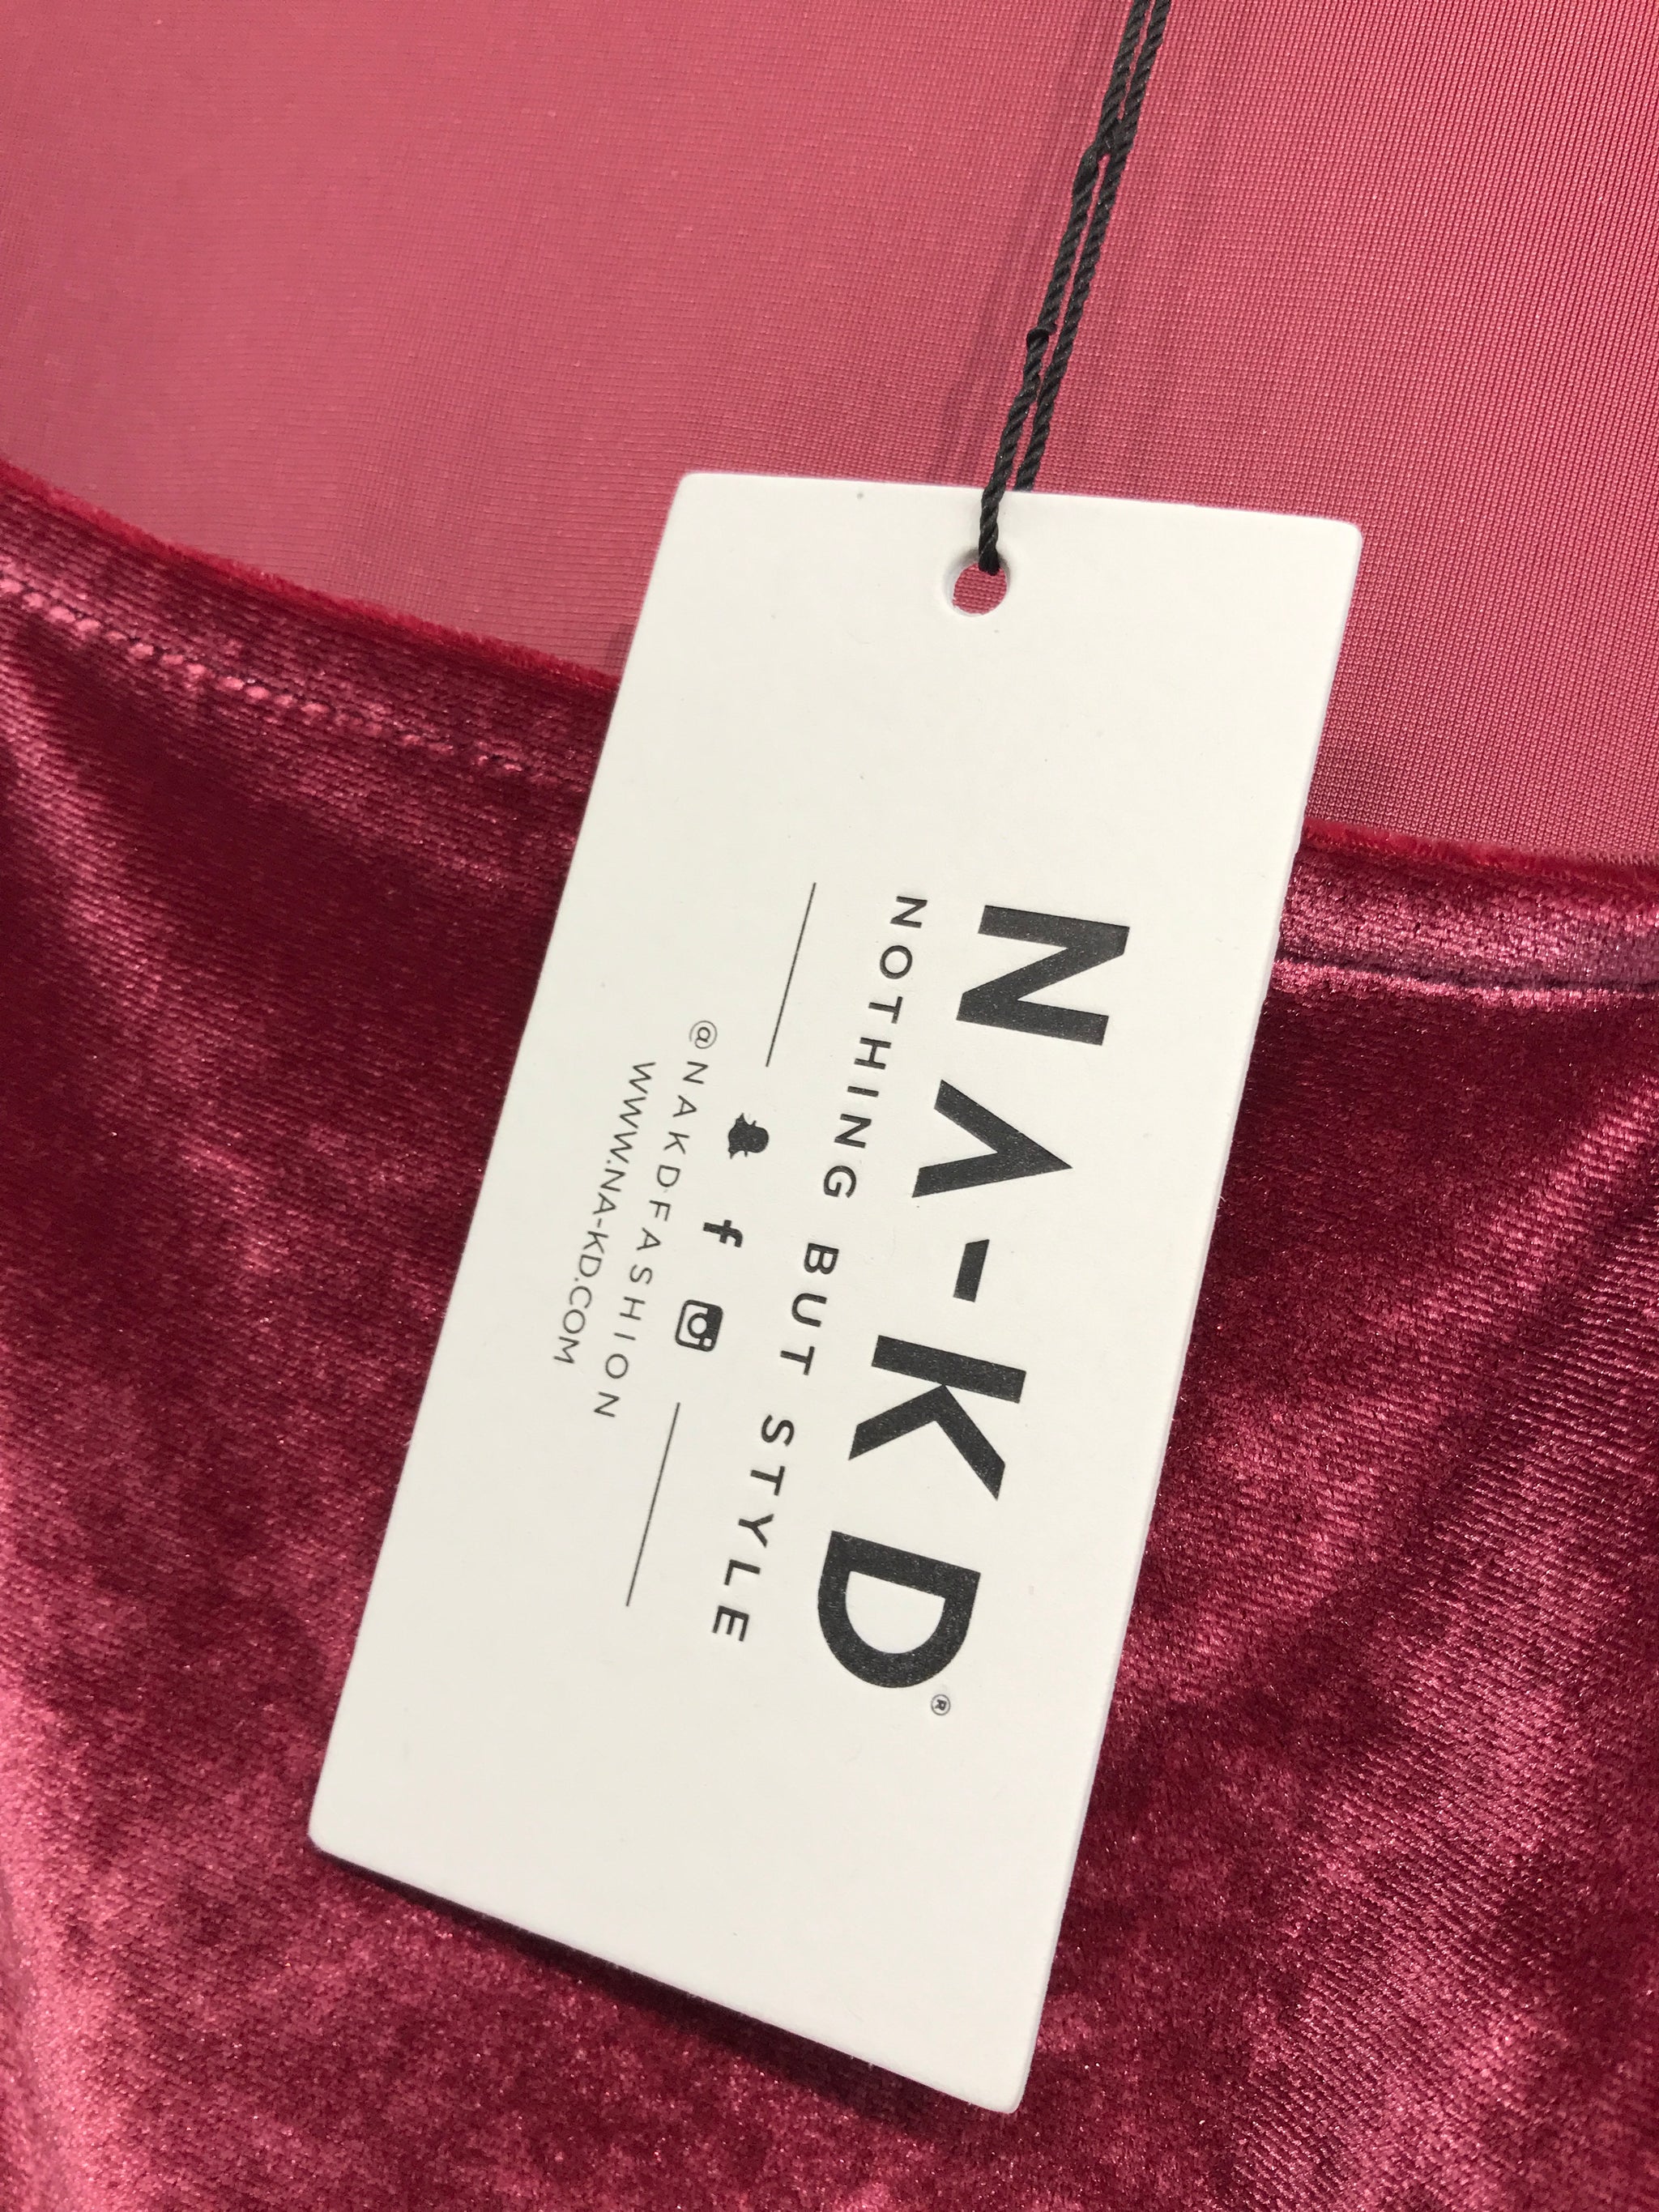 NA-KD®
NOTHING BUT STYLE
@NAKDFASHION
WWW.NA-KD.COM